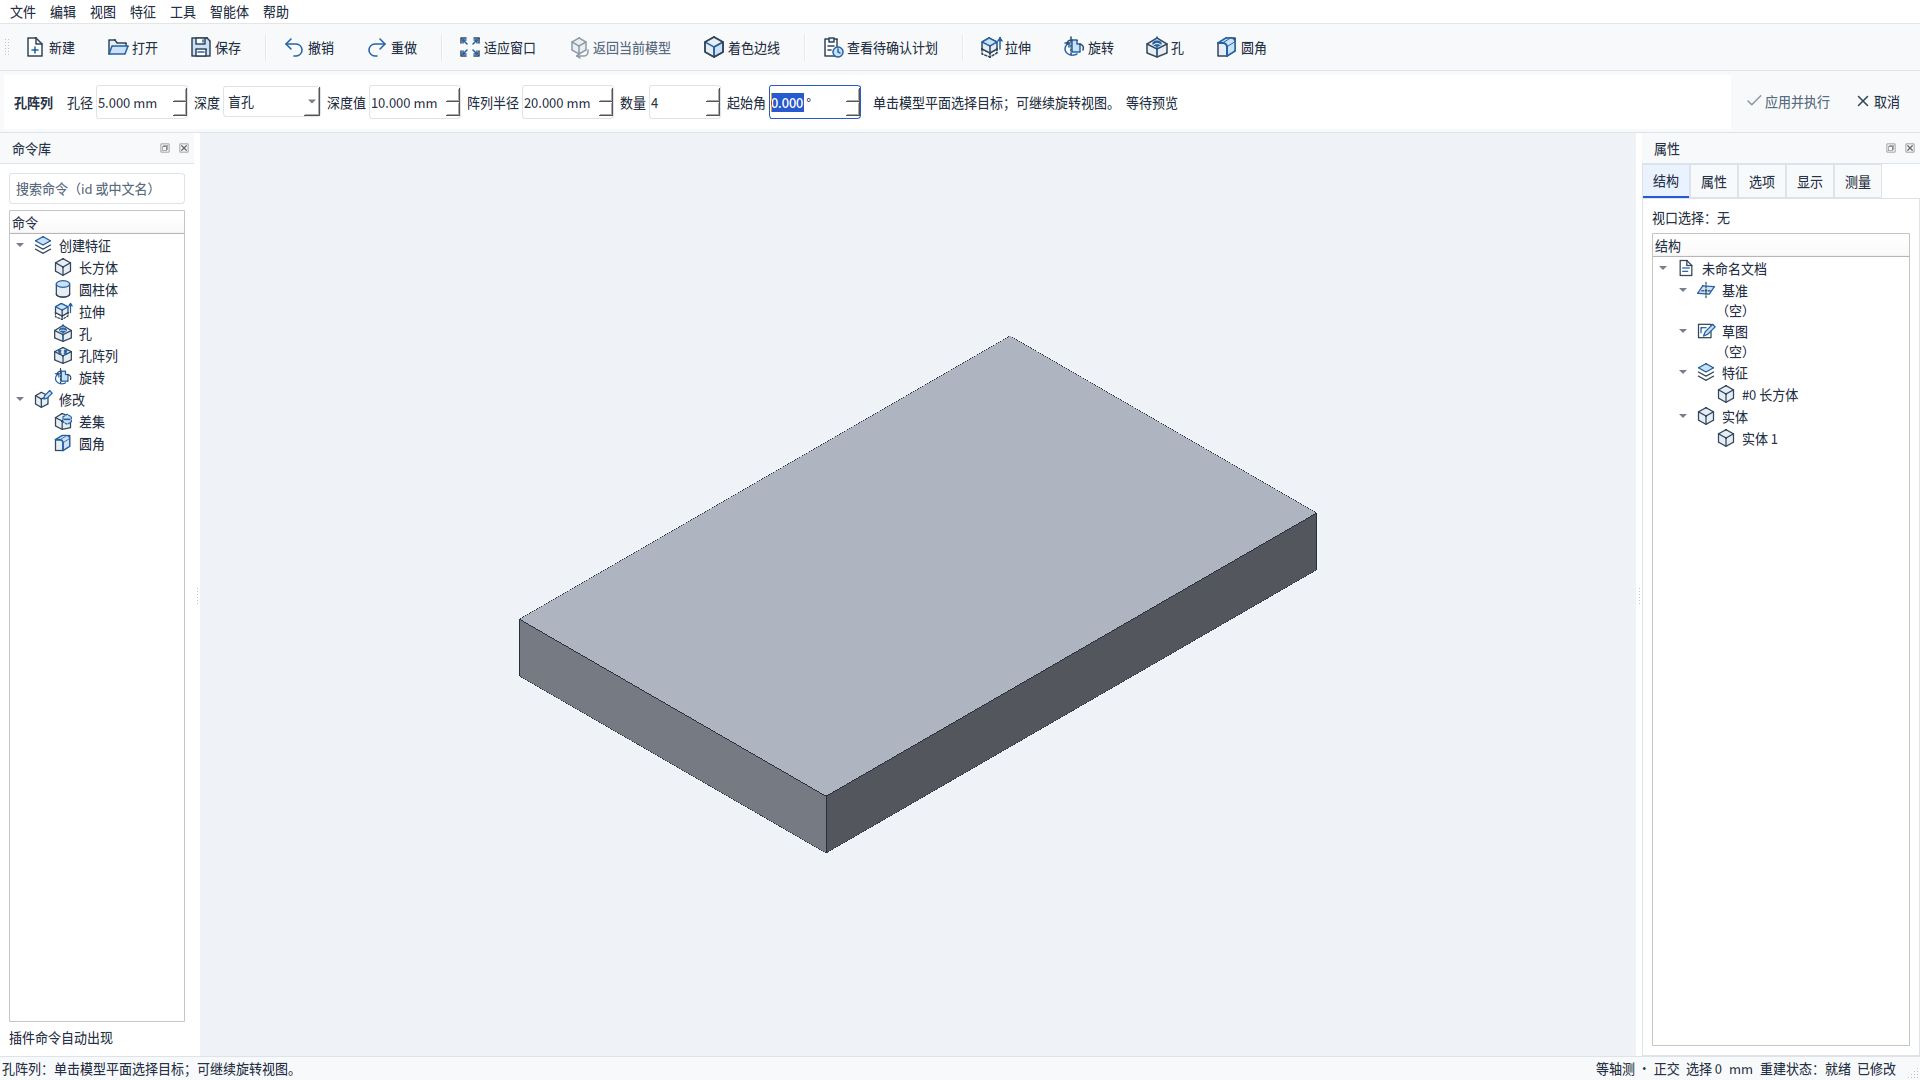 文件 编辑 视图 特征 工具 智能体 帮助
新建 打开 保存 撤销 重做 适应窗口 返回当前模型 着色边线 查看待确认计划 拉伸 旋转 孔 圆角
孔阵列 孔径 5.000 mm 深度 盲孔 深度值 10.000 mm 阵列半径 20.000 mm 数量 4 起始角 0.000 ° 单击模型平面选择目标；可继续旋转视图。 等待预览 应用并执行 取消
命令库
搜索命令（id 或中文名）
命令
创建特征
长方体
圆柱体
拉伸
孔
孔阵列
旋转
修改
差集
圆角
插件命令自动出现
属性
结构 属性 选项 显示 测量
视口选择：无
结构
未命名文档
基准
（空）
草图
（空）
特征
#0 长方体
实体
实体 1
孔阵列：单击模型平面选择目标；可继续旋转视图。
等轴测 · 正交 选择 0 mm 重建状态：就绪 已修改